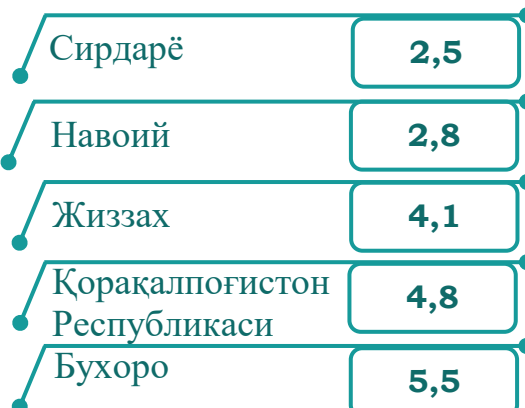 Сирдарё 2,5
Навоий 2,8
Жиззах 4,1
Қорақалпоғистон
Республикаси 4,8
Бухоро 5,5